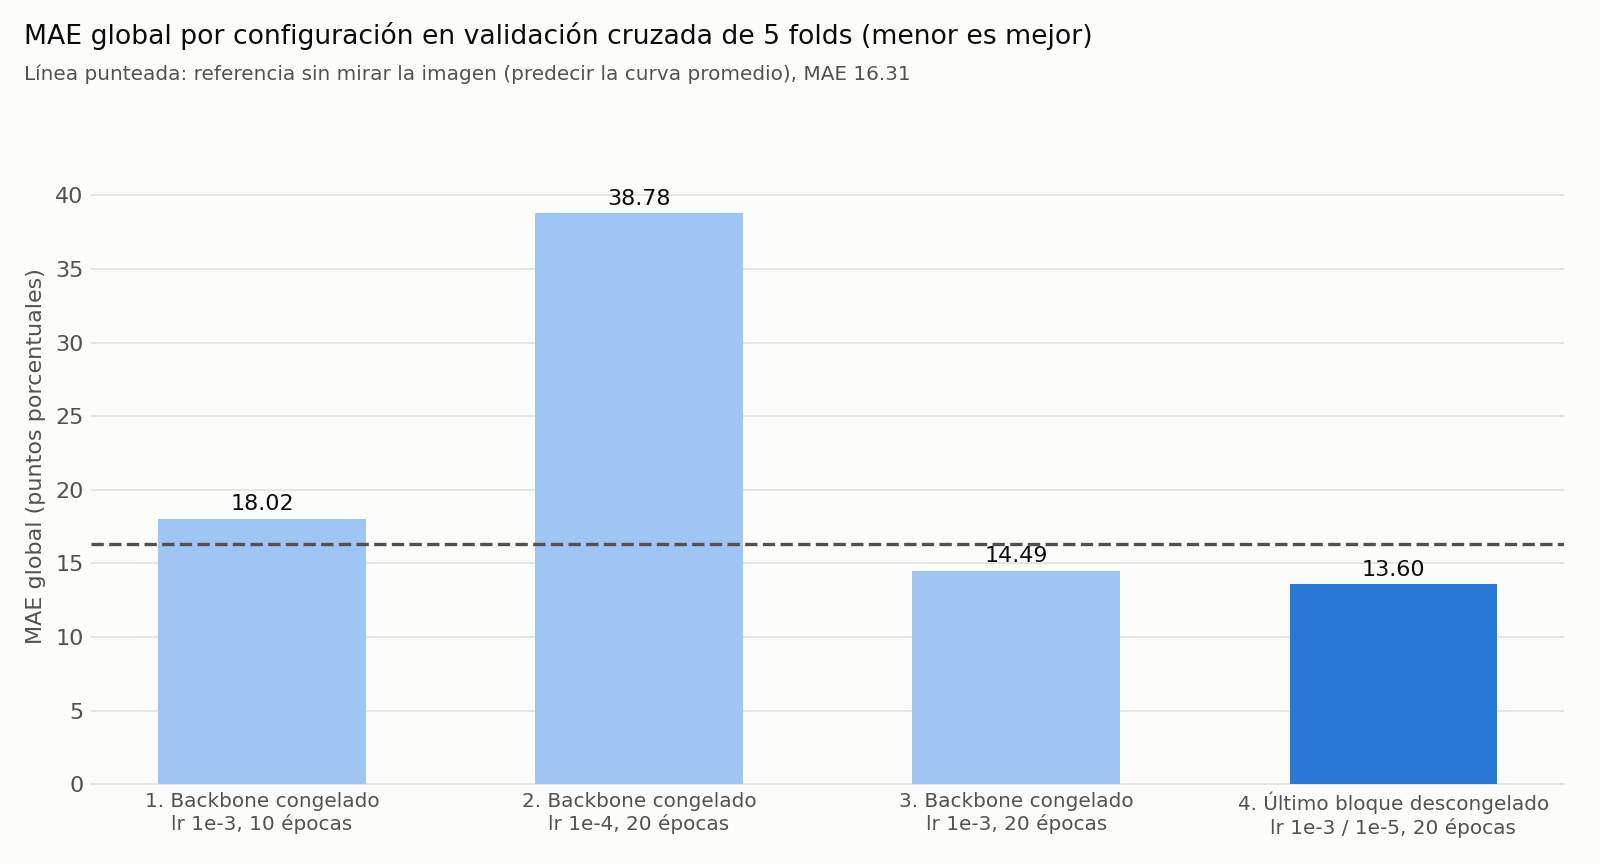 MAE global por configuración en validación cruzada de 5 folds (menor es mejor)
Línea punteada: referencia sin mirar la imagen (predecir la curva promedio), MAE 16.31
MAE global (puntos porcentuales)
40
35
30
25
20
15
10
5
0
18.02
38.78
14.49
13.60
1. Backbone congelado
lr 1e-3, 10 épocas
2. Backbone congelado
lr 1e-4, 20 épocas
3. Backbone congelado
lr 1e-3, 20 épocas
4. Último bloque descongelado
lr 1e-3 / 1e-5, 20 épocas